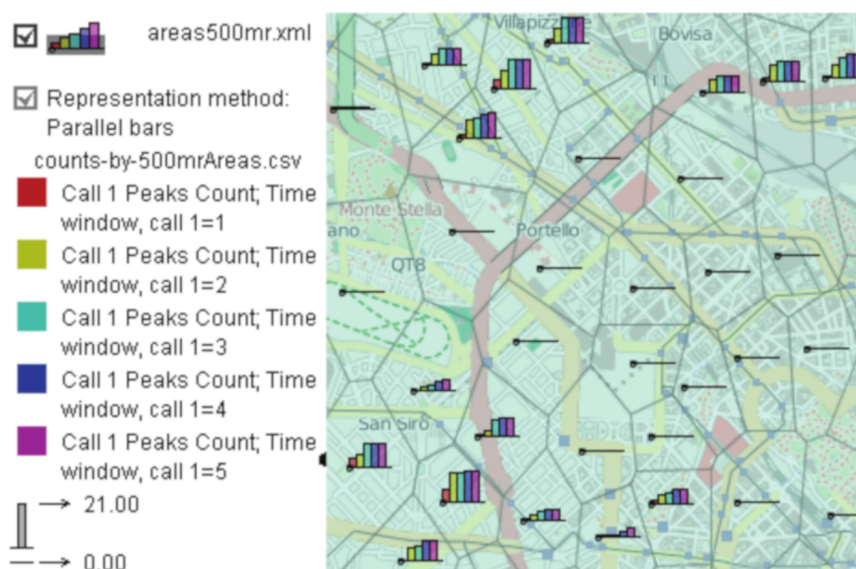 areas500mr.xml
Representation method:
Parallel bars
counts-by-500mrAreas.csv
Call 1 Peaks Count; Time
window, call 1=1
Call 1 Peaks Count; Time
window, call 1=2
Call 1 Peaks Count; Time
window, call 1=3
Call 1 Peaks Count; Time
window, call 1=4
Call 1 Peaks Count; Time
window, call 1=5
21.00
0.00
Bovisa
Monte Stella
ano
Portello
QT8
San Siro